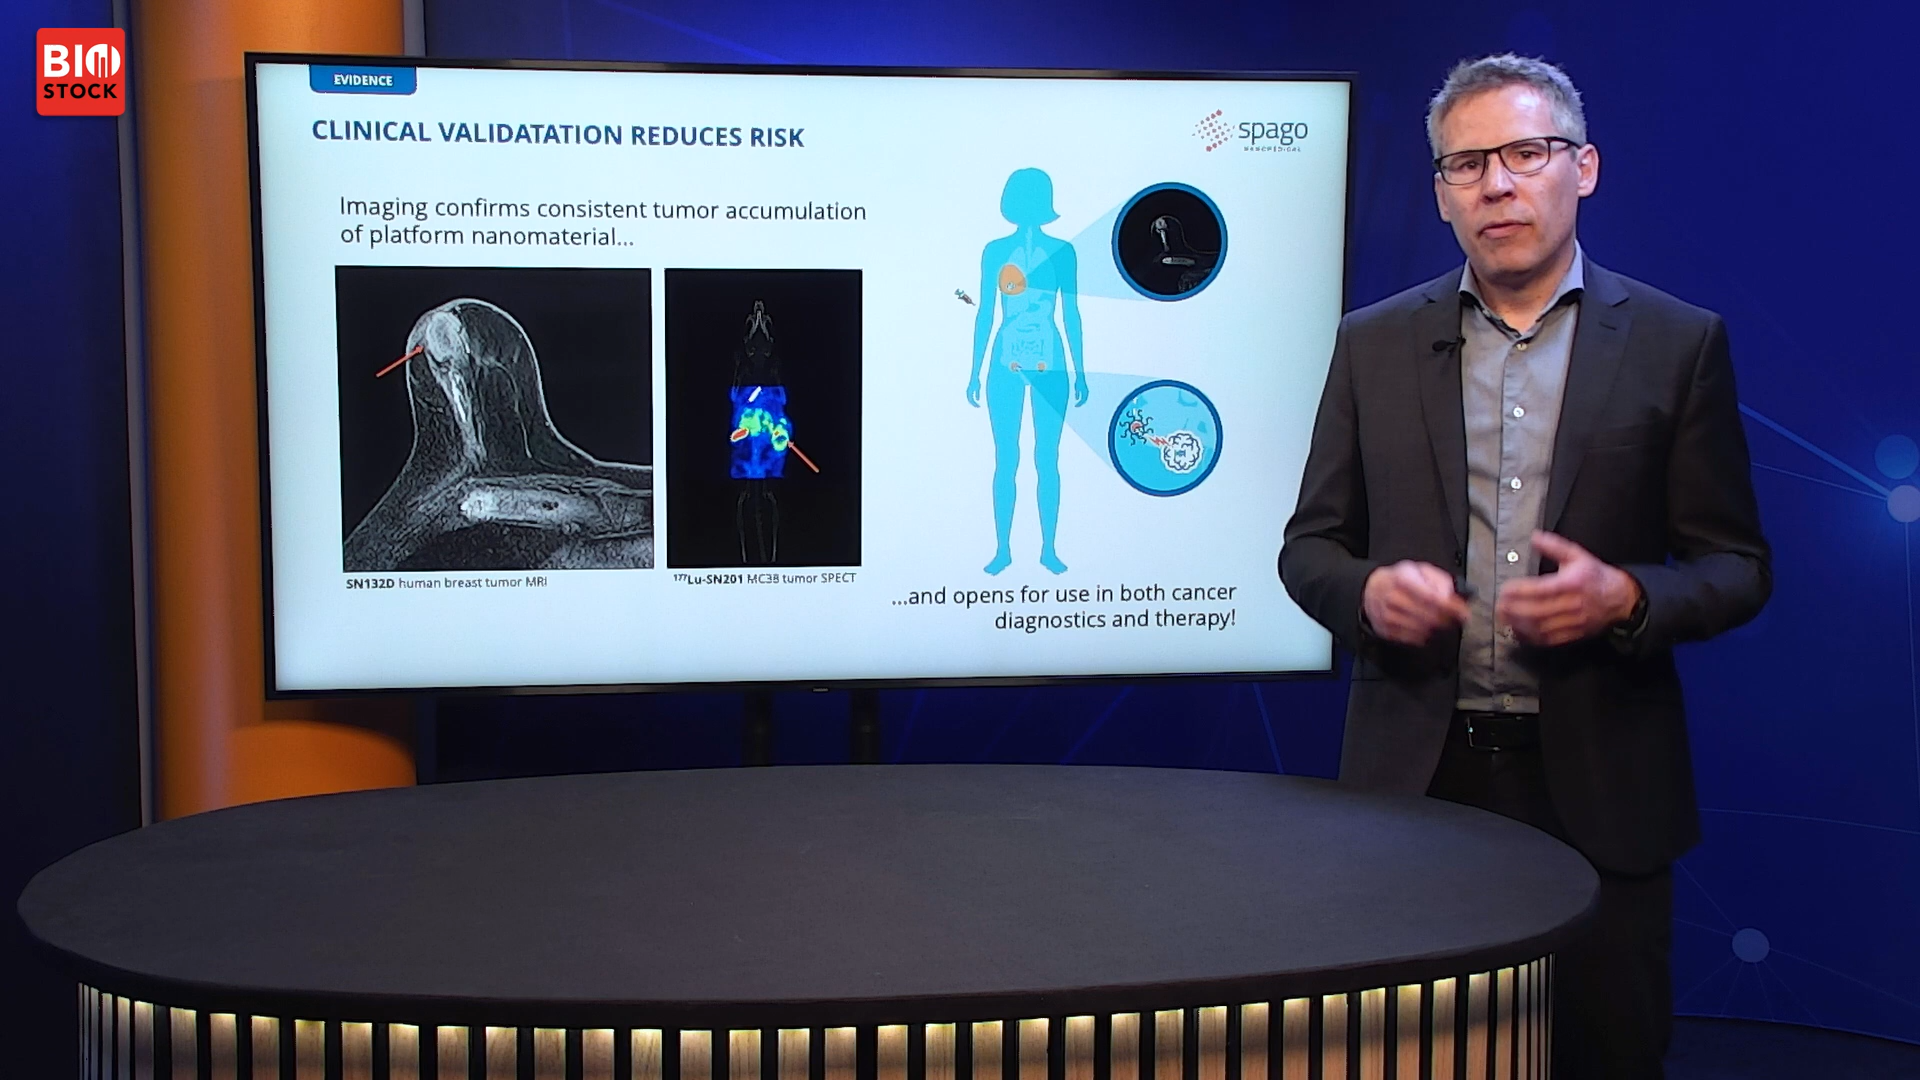 BIO
STOCK
EVIDENCE
CLINICAL VALIDATATION REDUCES RISK
spago
NANOMEDICAL
Imaging confirms consistent tumor accumulation
of platform nanomaterial...
SN132D human breast tumor MRI
¹⁷⁷Lu-SN201 MC38 tumor SPECT
...and opens for use in both cancer
diagnostics and therapy!